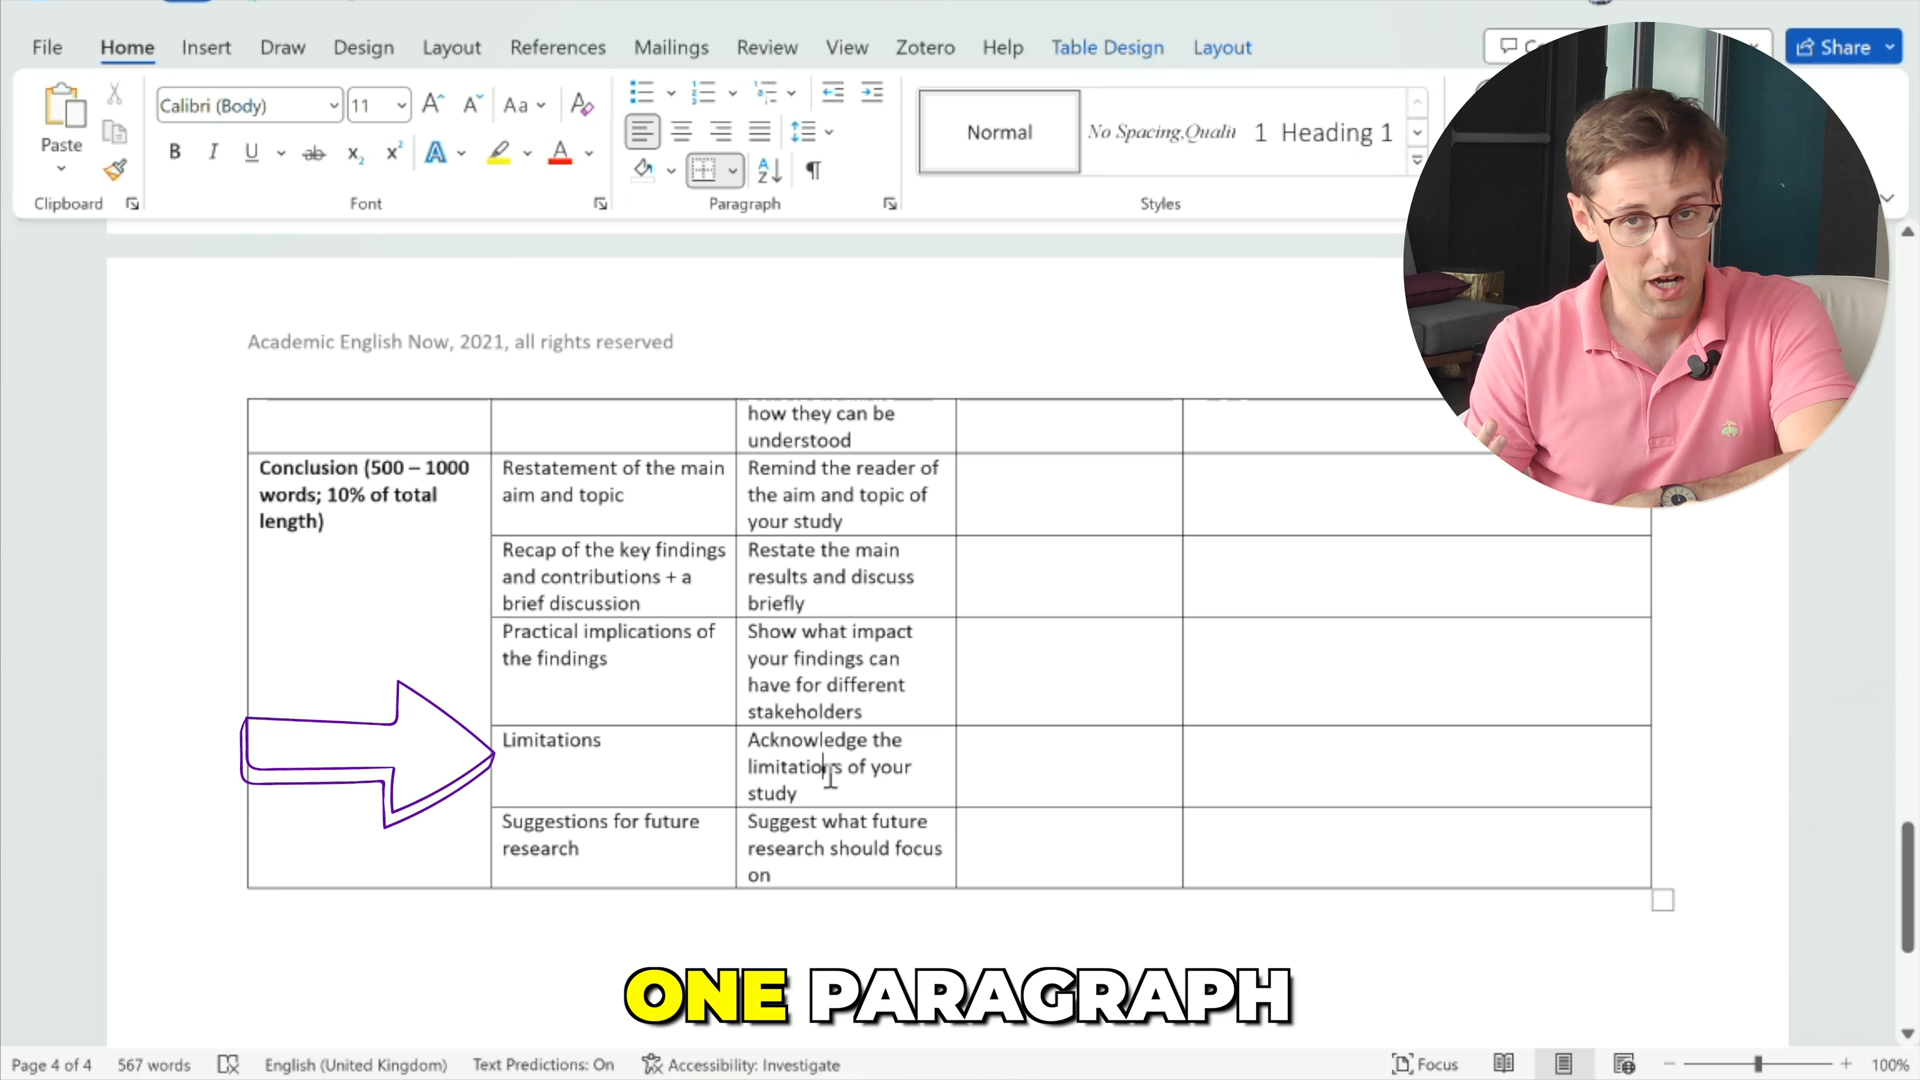 File Home Insert Draw Design Layout References Mailings Review View Zotero Help Table Design Layout
Share
Paste
Calibri (Body) 11
Aa
B I U ab x₂ x²
Normal
No Spacing,Qualit
1 Heading 1
Clipboard Font Paragraph Styles
Academic English Now, 2021, all rights reserved
how they can be
understood
Conclusion (500 – 1000
words; 10% of total
length)
Restatement of the main
aim and topic
Remind the reader of
the aim and topic of
your study
Recap of the key findings
and contributions + a
brief discussion
Restate the main
results and discuss
briefly
Practical implications of
the findings
Show what impact
your findings can
have for different
stakeholders
Limitations
Acknowledge the
limitations of your
study
Suggestions for future
research
Suggest what future
research should focus
on
ONE PARAGRAPH
Page 4 of 4 567 words English (United Kingdom) Text Predictions: On Accessibility: Investigate Focus 100%